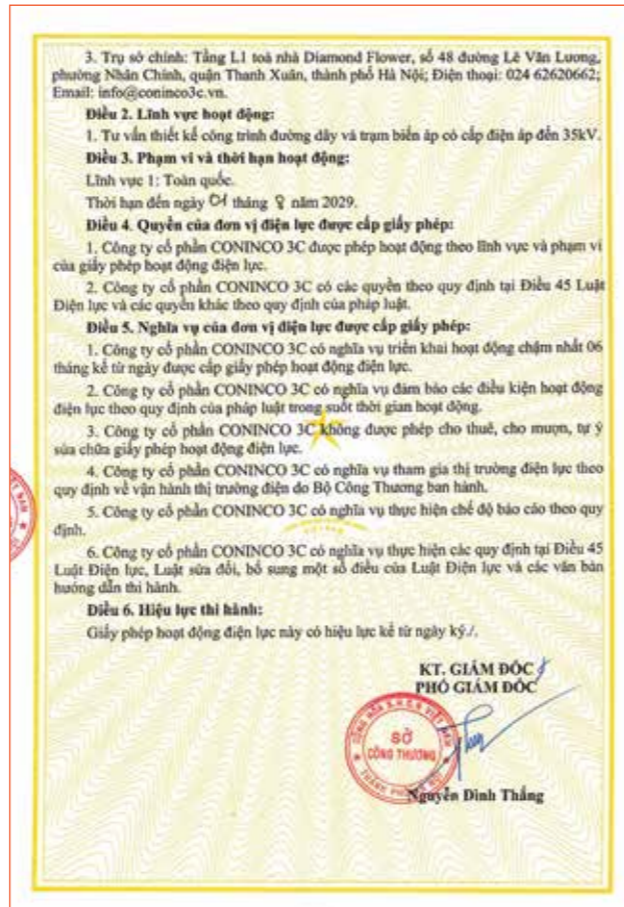 3. Trụ sở chính: Tầng L1 toà nhà Diamond Flower, số 48 đường Lê Văn Lương,
phường Nhân Chính, quận Thanh Xuân, thành phố Hà Nội; Điện thoại: 024 62620662;
Email: info@coninco3c.vn.
Điều 2. Lĩnh vực hoạt động:
1. Tư vấn thiết kế công trình đường dây và trạm biến áp có cấp điện áp đến 35kV.
Điều 3. Phạm vi và thời hạn hoạt động:
Lĩnh vực 1: Toàn quốc.
Thời hạn đến ngày tháng năm 2029.
Điều 4. Quyền của đơn vị điện lực được cấp giấy phép:
1. Công ty cổ phần CONINCO 3C được phép hoạt động theo lĩnh vực và phạm vi
của giấy phép hoạt động điện lực.
2. Công ty cổ phần CONINCO 3C có các quyền theo quy định tại Điều 45 Luật
Điện lực và các quyền khác theo quy định của pháp luật.
Điều 5. Nghĩa vụ của đơn vị điện lực được cấp giấy phép:
1. Công ty cổ phần CONINCO 3C có nghĩa vụ triển khai hoạt động chậm nhất 06
tháng kể từ ngày được cấp giấy phép hoạt động điện lực.
2. Công ty cổ phần CONINCO 3C có nghĩa vụ đảm bảo các điều kiện hoạt động
điện lực theo quy định của pháp luật trong suốt thời gian hoạt động.
3. Công ty cổ phần CONINCO 3C không được phép cho thuê, cho mượn, tự ý
sửa chữa giấy phép hoạt động điện lực.
4. Công ty cổ phần CONINCO 3C có nghĩa vụ tham gia thị trường điện lực theo
quy định về vận hành thị trường điện do Bộ Công Thương ban hành.
5. Công ty cổ phần CONINCO 3C có nghĩa vụ thực hiện chế độ báo cáo theo quy
định.
6. Công ty cổ phần CONINCO 3C có nghĩa vụ thực hiện các quy định tại Điều 45
Luật Điện lực, Luật sửa đổi, bổ sung một số điều của Luật Điện lực và các văn bản
hướng dẫn thi hành.
Điều 6. Hiệu lực thi hành:
Giấy phép hoạt động điện lực này có hiệu lực kể từ ngày ký./.
KT. GIÁM ĐỐC
PHÓ GIÁM ĐỐC
SỞ
CÔNG THƯƠNG
Nguyễn Đình Thắng